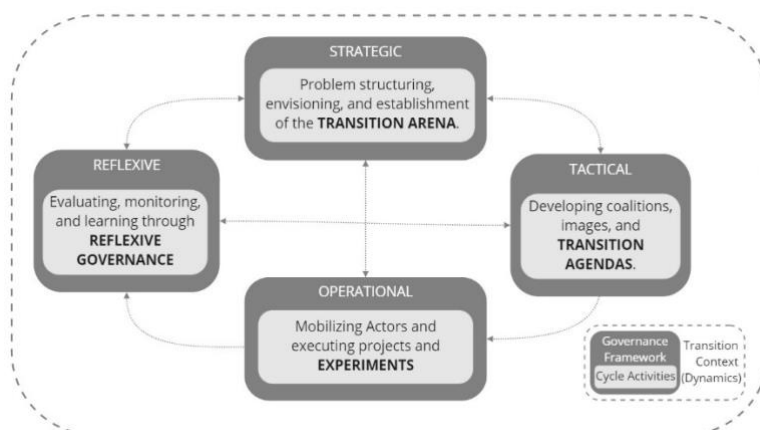 STRATEGIC
Problem structuring,
envisioning, and establishment
of the TRANSITION ARENA.
REFLEXIVE
Evaluating, monitoring,
and learning through
REFLEXIVE
GOVERNANCE
TACTICAL
Developing coalitions,
images, and
TRANSITION
AGENDAS.
OPERATIONAL
Mobilizing Actors and
executing projects and
EXPERIMENTS
Governance
Framework
Cycle Activities
Transition
Context
(Dynamics)